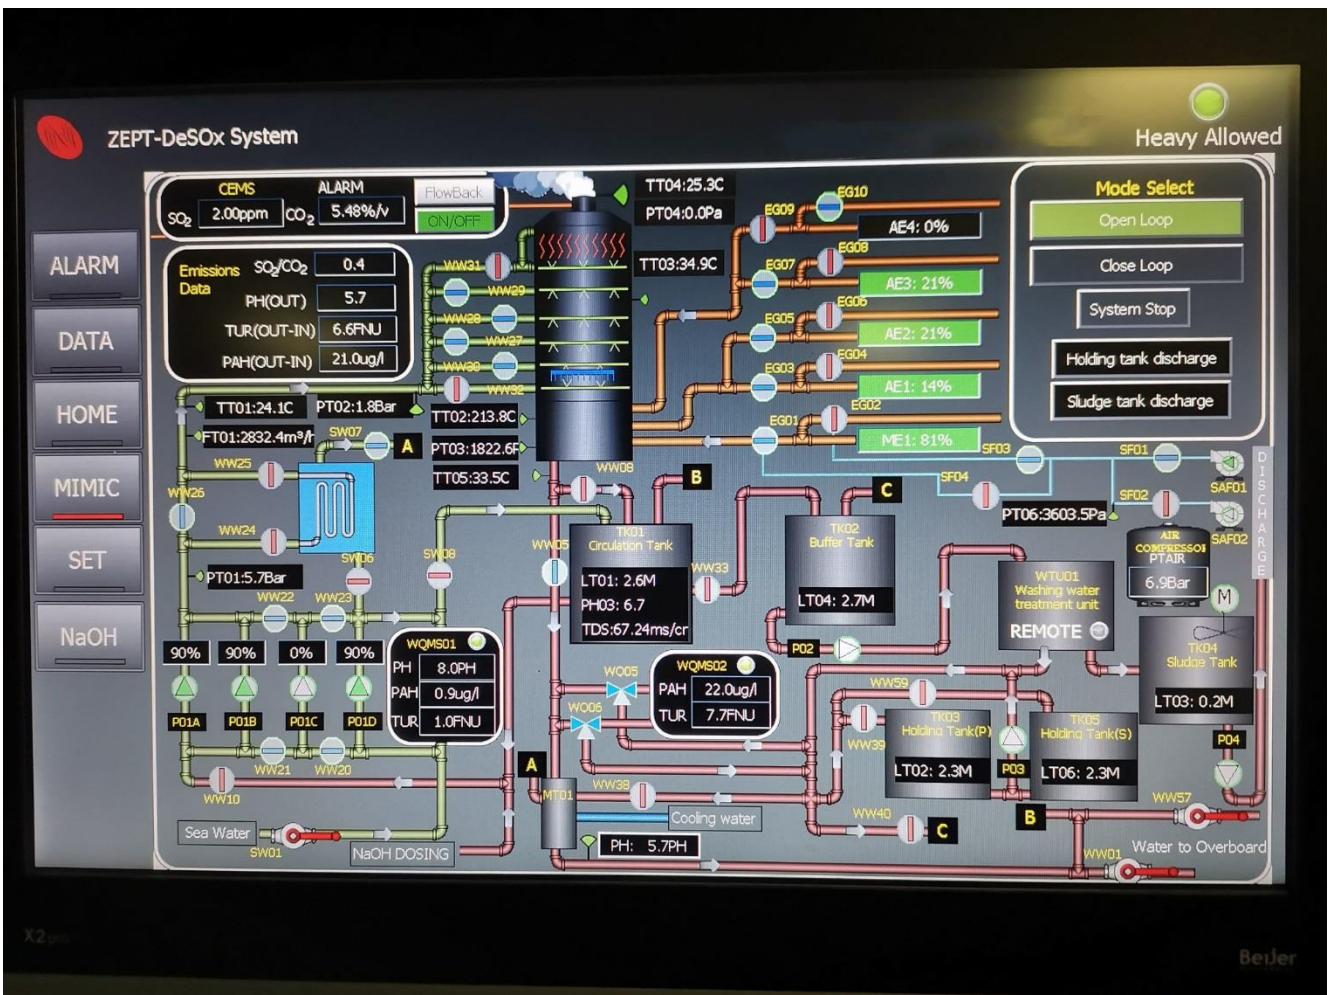 ZEPT-DeSOx System
Heavy Allowed
ALARM
DATA
HOME
MIMIC
SET
NaOH
CEMS
ALARM
FlowBack
SO2 2.00ppm CO2 5.48%/v
ON/OFF
Emissions Data
SO2/CO2 0.4
PH(OUT) 5.7
TUR(OUT-IN) 6.6FNU
PAH(OUT-IN) 21.0ug/l
TT04:25.3C
PT04:0.0Pa
TT03:34.9C
WW31
WW29
WW28
WW27
WW30
WW32
EG10
EG09
AE4: 0%
EG08
EG07
AE3: 21%
EG06
EG05
AE2: 21%
EG04
EG03
AE1: 14%
EG02
EG01
ME1: 81%
Mode Select
Open Loop
Close Loop
System Stop
Holding tank discharge
Sludge tank discharge
TT01:24.1C
PT02:1.8Bar
FT01:2832.4m³/h
TT02:213.8C
PT03:1822.6P
TT05:33.5C
SW07
A
WW25
WW26
WW24
SW06
PT01:5.7Bar
WW22
WW23
SW08
WW08
B
C
WW05
TK01
Circulation Tank
LT01: 2.6M
PH03: 6.7
TDS:67.24ms/cr
WW33
TK02
Buffer Tank
LT04: 2.7M
P02
SF03
SF04
SF01
SF02
SAF01
SAF02
PT06:3603.5Pa
DISCHARGE
AIR
COMPRESSOI
PTAIR
6.9Bar
WTU01
Washing water
treatment unit
REMOTE
M
TK04
Sludge Tank
LT03: 0.2M
P04
90%
90%
0%
90%
P01A
P01B
P01C
P01D
WW21
WW20
WW10
WQMS01
PH 8.0PH
PAH 0.9ug/l
TUR 1.0FNU
WO05
WO06
WQMS02
PAH 22.0ug/l
TUR 7.7FNU
WW59
WW39
TK03
Holding Tank(P)
LT02: 2.3M
P03
TK05
Holding Tank(S)
LT06: 2.3M
A
MT01
WW38
Cooling water
WW40
C
B
WW57
Sea Water
SW01
NaOH DOSING
PH: 5.7PH
WW01
Water to Overboard
X2 pro
BeiJer